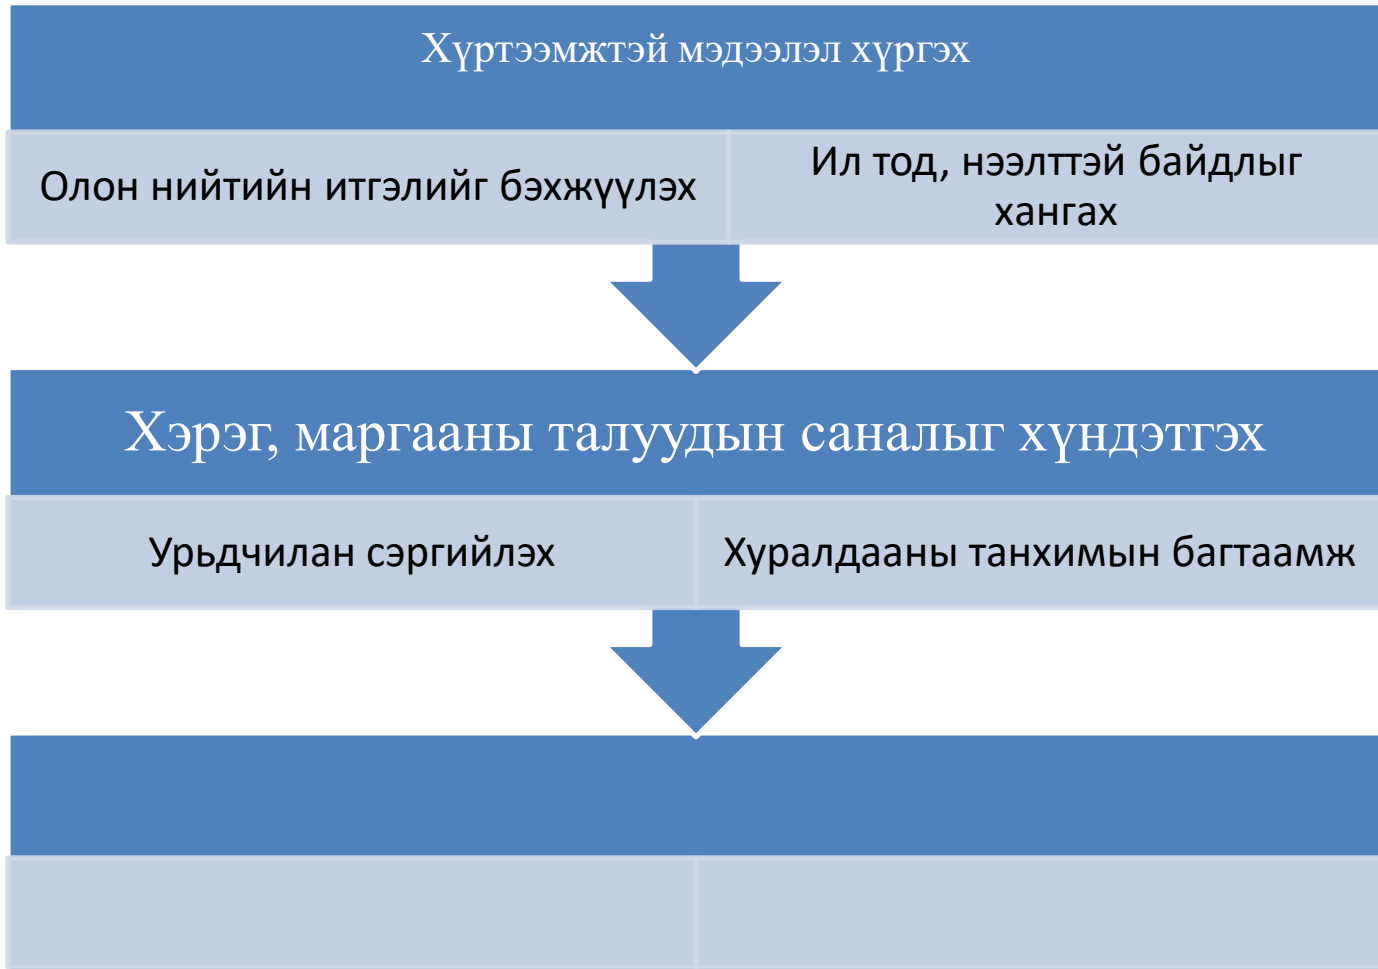 Хүртээмжтэй мэдээлэл хүргэх
Олон нийтийн итгэлийг бэхжүүлэх
Ил тод, нээлттэй байдлыг
хангах
Хэрэг, маргааны талуудын саналыг хүндэтгэх
Урьдчилан сэргийлэх
Хуралдааны танхимын багтаамж